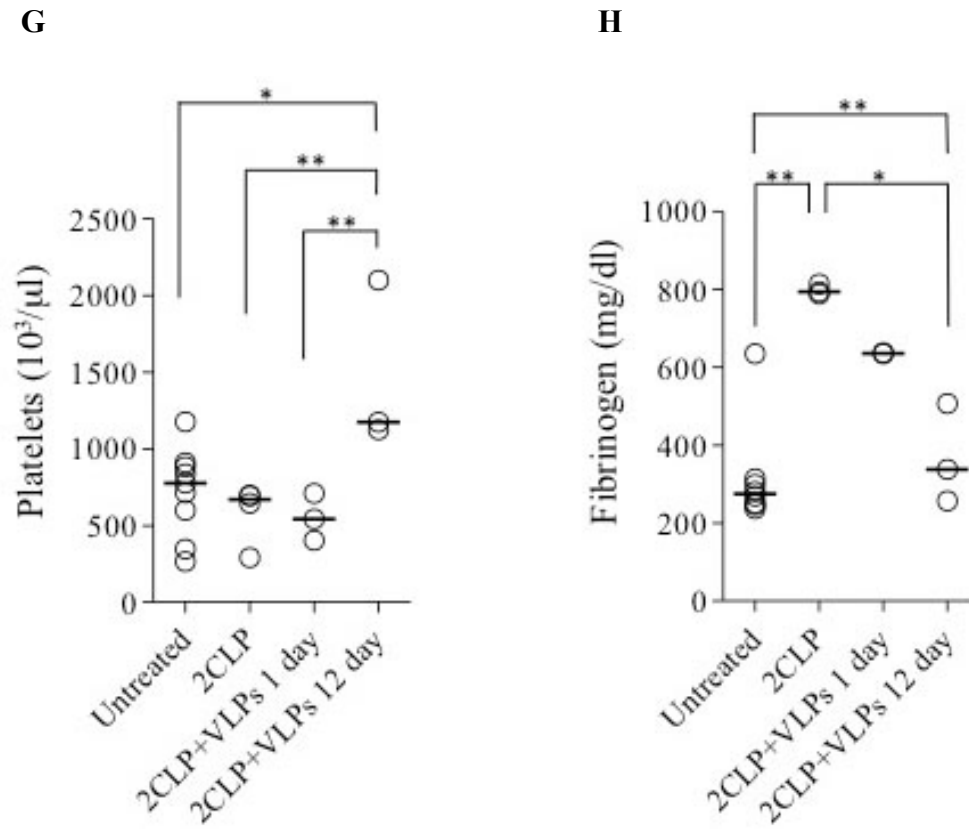 G
*
**
**
2500
2000
1500
1000
500
0
Platelets (10³/µl)
Untreated
2CLP
2CLP+VLPs 1 day
2CLP+VLPs 12 day
H
**
**
*
1000
800
600
400
200
0
Fibrinogen (mg/dl)
Untreated
2CLP
2CLP+VLPs 1 day
2CLP+VLPs 12 day